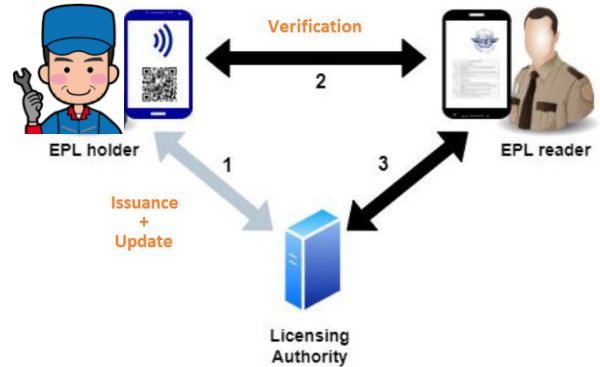 Verification
2
EPL holder
EPL reader
1
3
Issuance
+
Update
Licensing
Authority